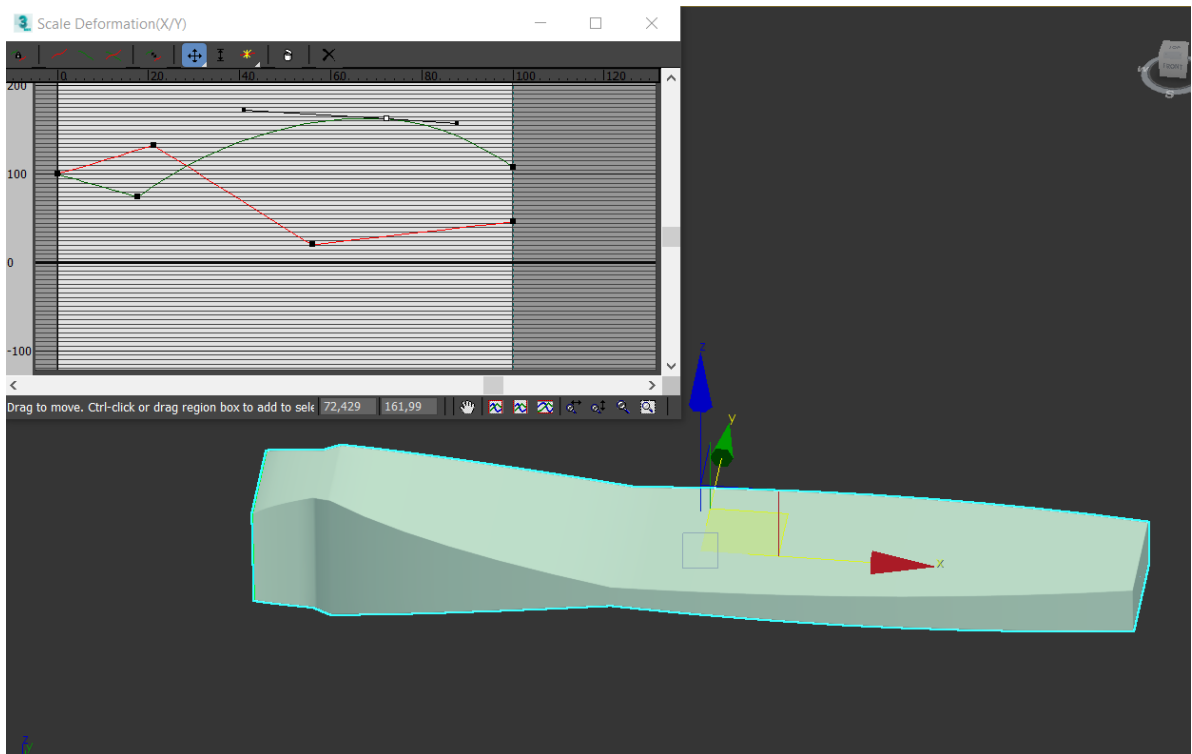 Scale Deformation(X/Y)
0 20 40 60 80 100 120
200
100
0
-100
Drag to move. Ctrl-click or drag region box to add to sele 72,429 161,99
TOP
FRONT
S
z
y
x
z
y